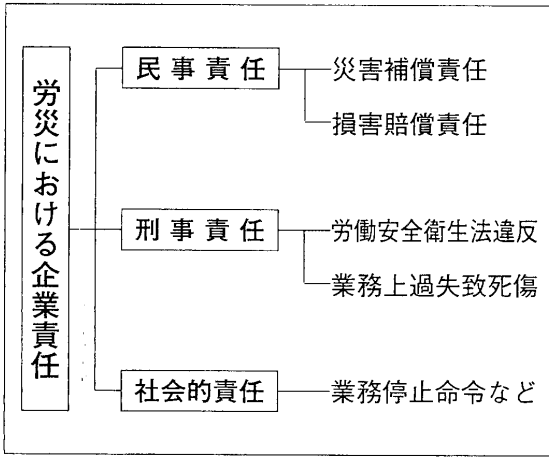 労災における企業責任
民事責任
災害補償責任
損害賠償責任
刑事責任
労働安全衛生法違反
業務上過失致死傷
社会的責任
業務停止命令など